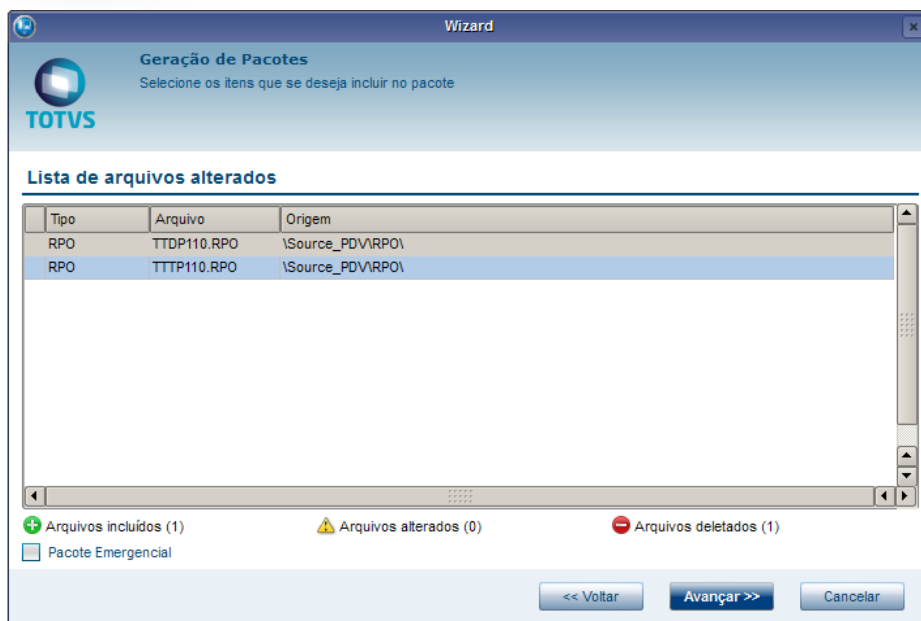 Wizard
Geração de Pacotes
Selecione os itens que se deseja incluir no pacote
TOTVS
Lista de arquivos alterados
Tipo Arquivo Origem
RPO TTDP110.RPO \Source_PDV\RPO\
RPO TTTP110.RPO \Source_PDV\RPO\
Arquivos incluídos (1) Arquivos alterados (0) Arquivos deletados (1)
Pacote Emergencial
<< Voltar Avançar >> Cancelar